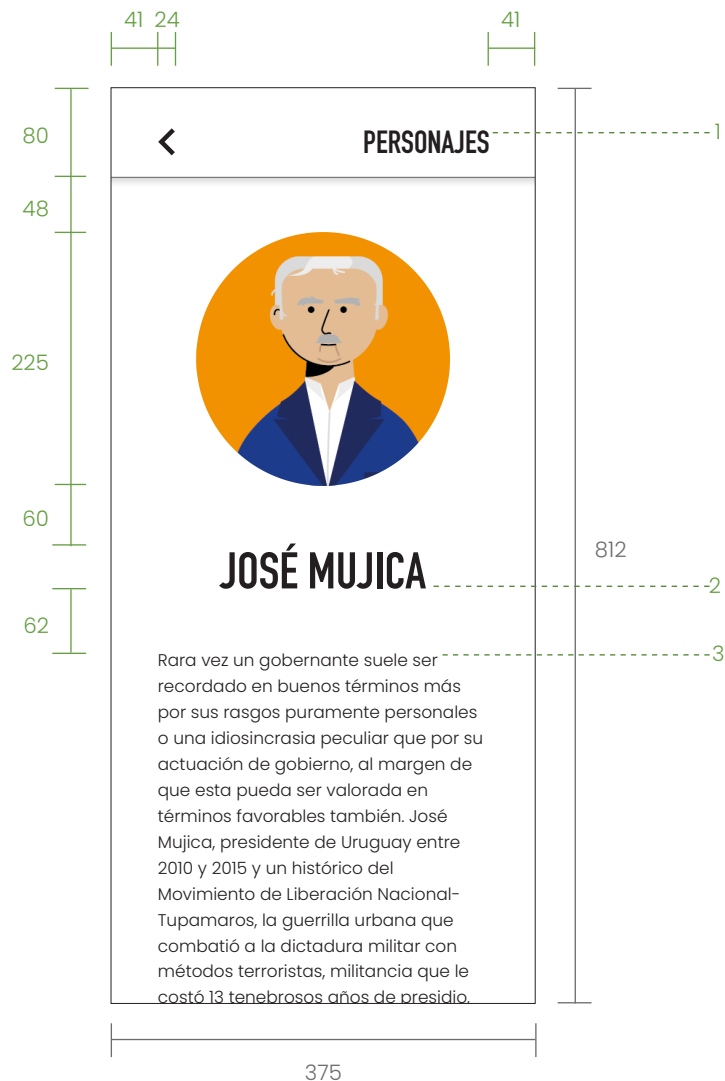 41 24 41
80
PERSONAJES 1
48
225
60
812
JOSÉ MUJICA 2
62
Rara vez un gobernante suele ser 3
recordado en buenos términos más
por sus rasgos puramente personales
o una idiosincrasia peculiar que por su
actuación de gobierno, al margen de
que esta pueda ser valorada en
términos favorables también. José
Mujica, presidente de Uruguay entre
2010 y 2015 y un histórico del
Movimiento de Liberación Nacional-
Tupamaros, la guerrilla urbana que
combatió a la dictadura militar con
métodos terroristas, militancia que le
costó 13 tenebrosos años de presidio,
375